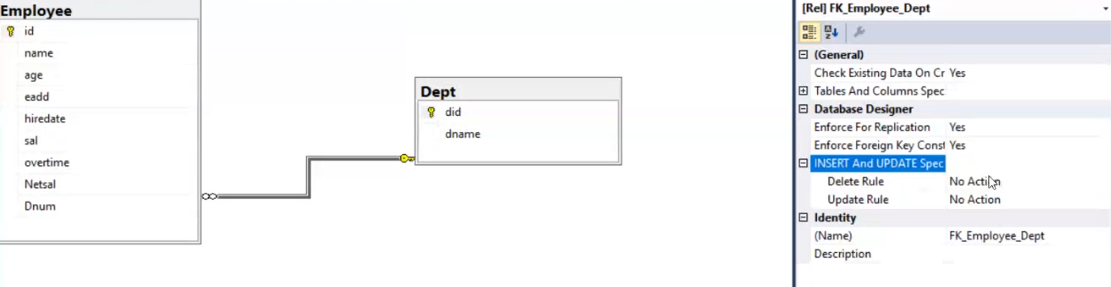 Employee
id
name
age
eadd
hiredate
sal
overtime
Netsal
Dnum
Dept
did
dname
[Rel] FK_Employee_Dept
(General)
Check Existing Data On Cr Yes
Tables And Columns Spec
Database Designer
Enforce For Replication Yes
Enforce Foreign Key Const Yes
INSERT And UPDATE Spec
Delete Rule No Action
Update Rule No Action
Identity
(Name) FK_Employee_Dept
Description